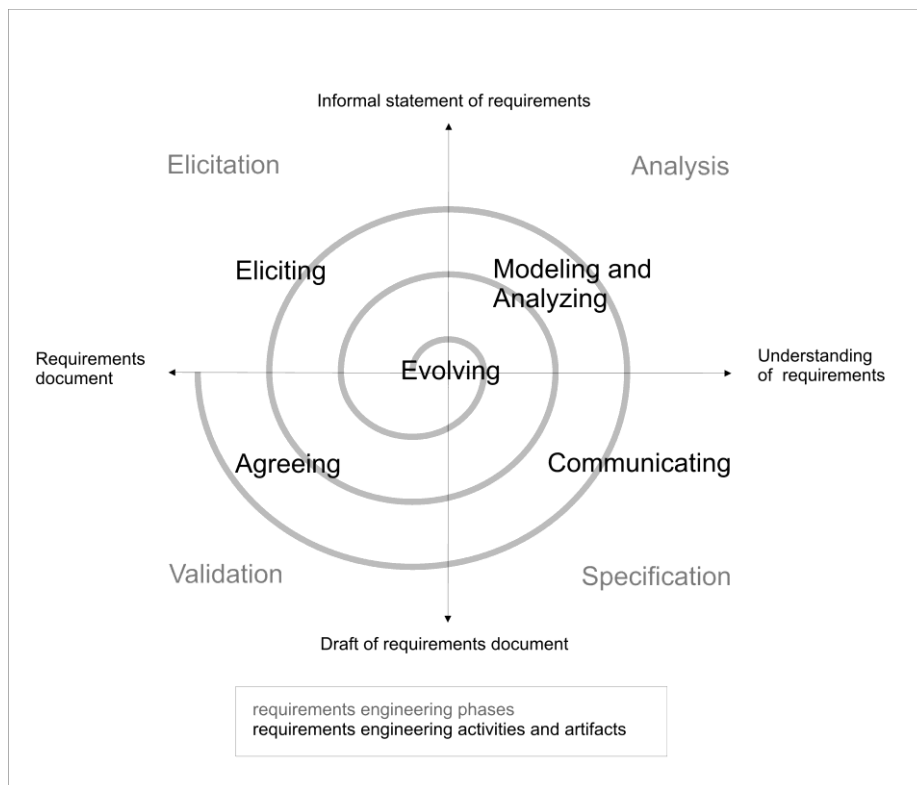 Informal statement of requirements
Elicitation
Analysis
Eliciting
Modeling and
Analyzing
Requirements
document
Evolving
Understanding
of requirements
Agreeing
Communicating
Validation
Specification
Draft of requirements document
requirements engineering phases
requirements engineering activities and artifacts